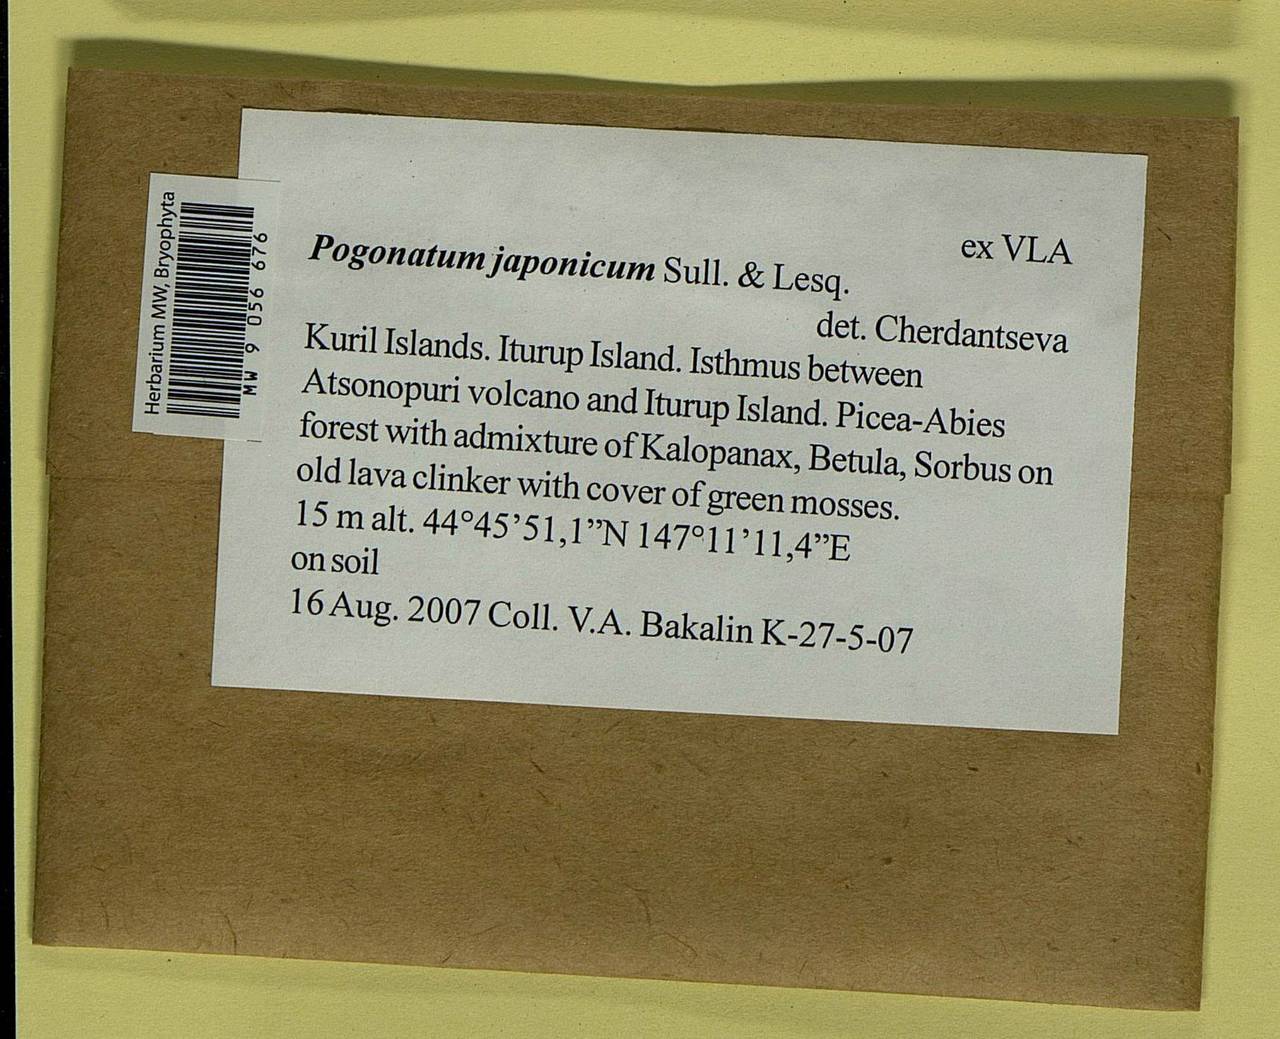 ex VLA
Pogonatum japonicum Sull. & Lesq.
det. Cherdantseva
Kuril Islands. Iturup Island. Isthmus between
Atsonopuri volcano and Iturup Island. Picea-Abies
forest with admixture of Kalopanax, Betula, Sorbus on
old lava clinker with cover of green mosses.
15 m alt. 44°45’51,1”N 147°11’11,4”E
on soil
16 Aug. 2007 Coll. V.A. Bakalin K-27-5-07
Herbarium MW, Bryophyta
MW 9 056 676